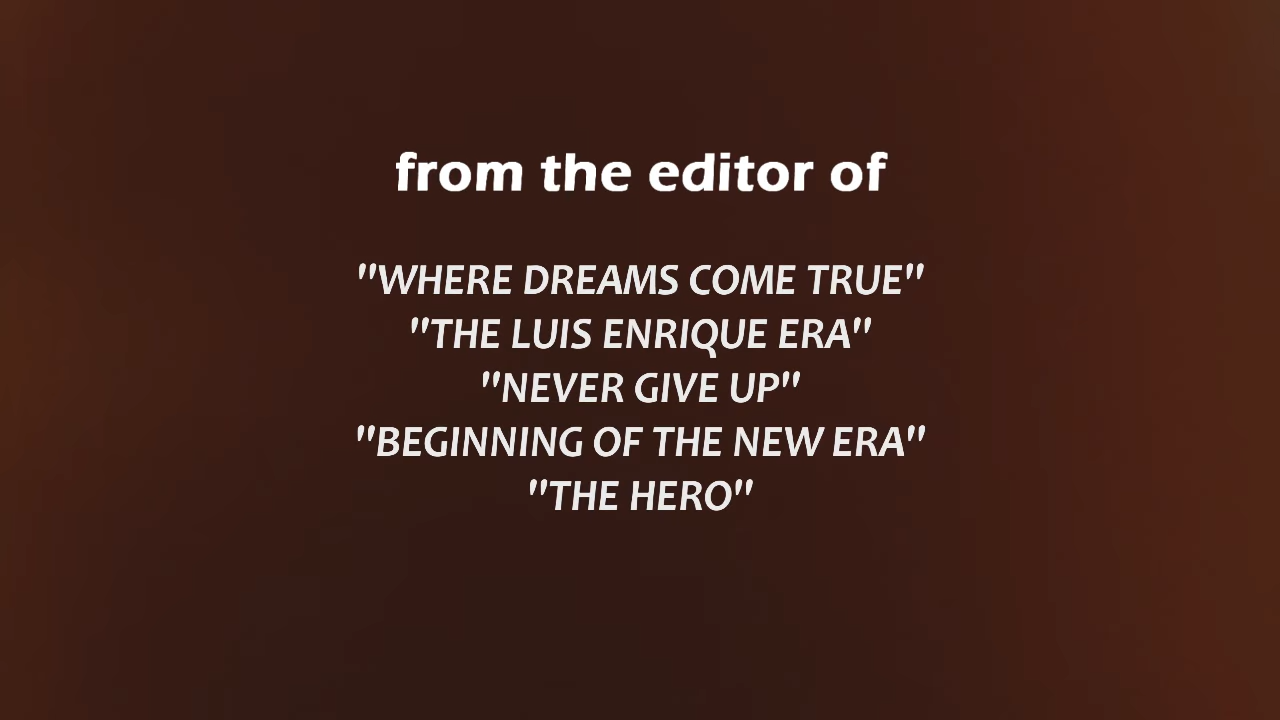 from the editor of
"WHERE DREAMS COME TRUE"
"THE LUIS ENRIQUE ERA"
"NEVER GIVE UP"
"BEGINNING OF THE NEW ERA"
"THE HERO"